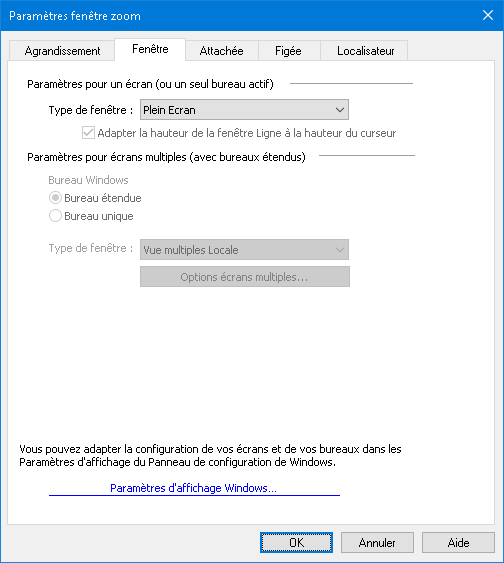 Paramètres fenêtre zoom
Agrandissement Fenêtre Attachée Figée Localisateur
Paramètres pour un écran (ou un seul bureau actif)
Type de fenêtre : Plein Ecran
Adapter la hauteur de la fenêtre Ligne à la hauteur du curseur
Paramètres pour écrans multiples (avec bureaux étendus)
Bureau Windows
Bureau étendue
Bureau unique
Type de fenêtre : Vue multiples Locale
Options écrans multiples...
Vous pouvez adapter la configuration de vos écrans et de vos bureaux dans les
Paramètres d'affichage du Panneau de configuration de Windows.
Paramètres d'affichage Windows...
OK Annuler Aide